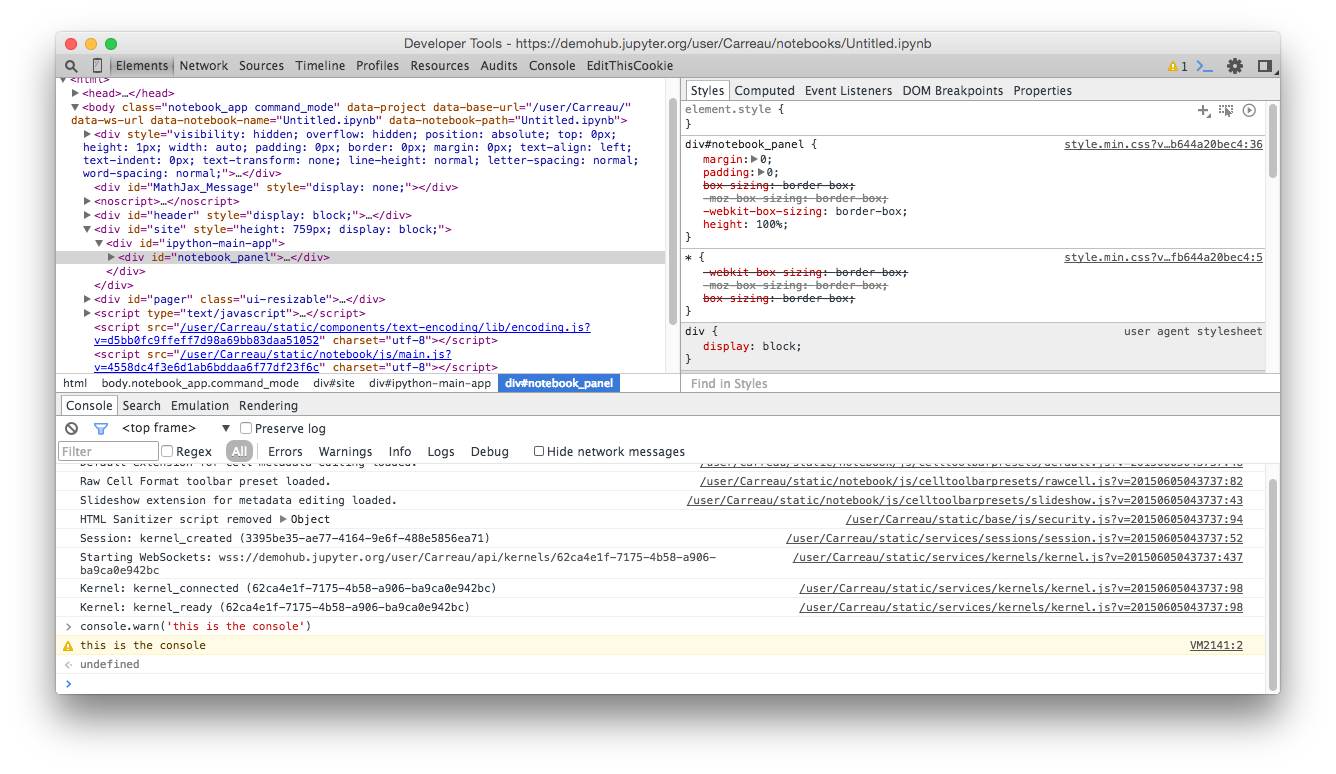 Developer Tools - https://demohub.jupyter.org/user/Carreau/notebooks/Untitled.ipynb
Elements Network Sources Timeline Profiles Resources Audits Console EditThisCookie 1
<html>
<head>…</head>
<body class="notebook_app command_mode" data-project data-base-url="/user/Carreau/"
data-ws-url data-notebook-name="Untitled.ipynb" data-notebook-path="Untitled.ipynb">
<div style="visibility: hidden; overflow: hidden; position: absolute; top: 0px;
height: 1px; width: auto; padding: 0px; border: 0px; margin: 0px; text-align: left;
text-indent: 0px; text-transform: none; line-height: normal; letter-spacing: normal;
word-spacing: normal;">…</div>
<div id="MathJax_Message" style="display: none;"></div>
<noscript>…</noscript>
<div id="header" style="display: block;">…</div>
<div id="site" style="height: 759px; display: block;">
<div id="ipython-main-app">
<div id="notebook_panel">…</div>
</div>
</div>
<div id="pager" class="ui-resizable">…</div>
<script type="text/javascript">…</script>
<script src="/user/Carreau/static/components/text-encoding/lib/encoding.js?
v=d5bb0fc9ffeff7d98a69bb83daa51052" charset="utf-8"></script>
<script src="/user/Carreau/static/notebook/js/main.js?
v=4558dc4f3e6d1ab6bddaa6f77df23f6c" charset="utf-8"></script>
html body.notebook_app.command_mode div#site div#ipython-main-app div#notebook_panel
Styles Computed Event Listeners DOM Breakpoints Properties
element.style {
}
div#notebook_panel { style.min.css?v…b644a20bec4:36
margin: 0;
padding: 0;
box-sizing: border-box;
-moz-box-sizing: border-box;
-webkit-box-sizing: border-box;
height: 100%;
}
* { style.min.css?v…fb644a20bec4:5
-webkit-box-sizing: border-box;
-moz-box-sizing: border-box;
box-sizing: border-box;
}
div { user agent stylesheet
display: block;
}
Find in Styles
Console Search Emulation Rendering
<top frame> Preserve log
Filter Regex All Errors Warnings Info Logs Debug Hide network messages
Default extension for cell metadata editing loaded. /user/Carreau/static/notebook/js/celltoolbarpresets/default.js?v=20150605043737:48
Raw Cell Format toolbar preset loaded. /user/Carreau/static/notebook/js/celltoolbarpresets/rawcell.js?v=20150605043737:82
Slideshow extension for metadata editing loaded. /user/Carreau/static/notebook/js/celltoolbarpresets/slideshow.js?v=20150605043737:43
HTML Sanitizer script removed Object /user/Carreau/static/base/js/security.js?v=20150605043737:94
Session: kernel_created (3395be35-ae77-4164-9e6f-488e5856ea71) /user/Carreau/static/services/sessions/session.js?v=20150605043737:52
Starting WebSockets: wss://demohub.jupyter.org/user/Carreau/api/kernels/62ca4e1f-7175-4b58-a906- /user/Carreau/static/services/kernels/kernel.js?v=20150605043737:437
ba9ca0e942bc
Kernel: kernel_connected (62ca4e1f-7175-4b58-a906-ba9ca0e942bc) /user/Carreau/static/services/kernels/kernel.js?v=20150605043737:98
Kernel: kernel_ready (62ca4e1f-7175-4b58-a906-ba9ca0e942bc) /user/Carreau/static/services/kernels/kernel.js?v=20150605043737:98
> console.warn('this is the console')
this is the console VM2141:2
undefined
>